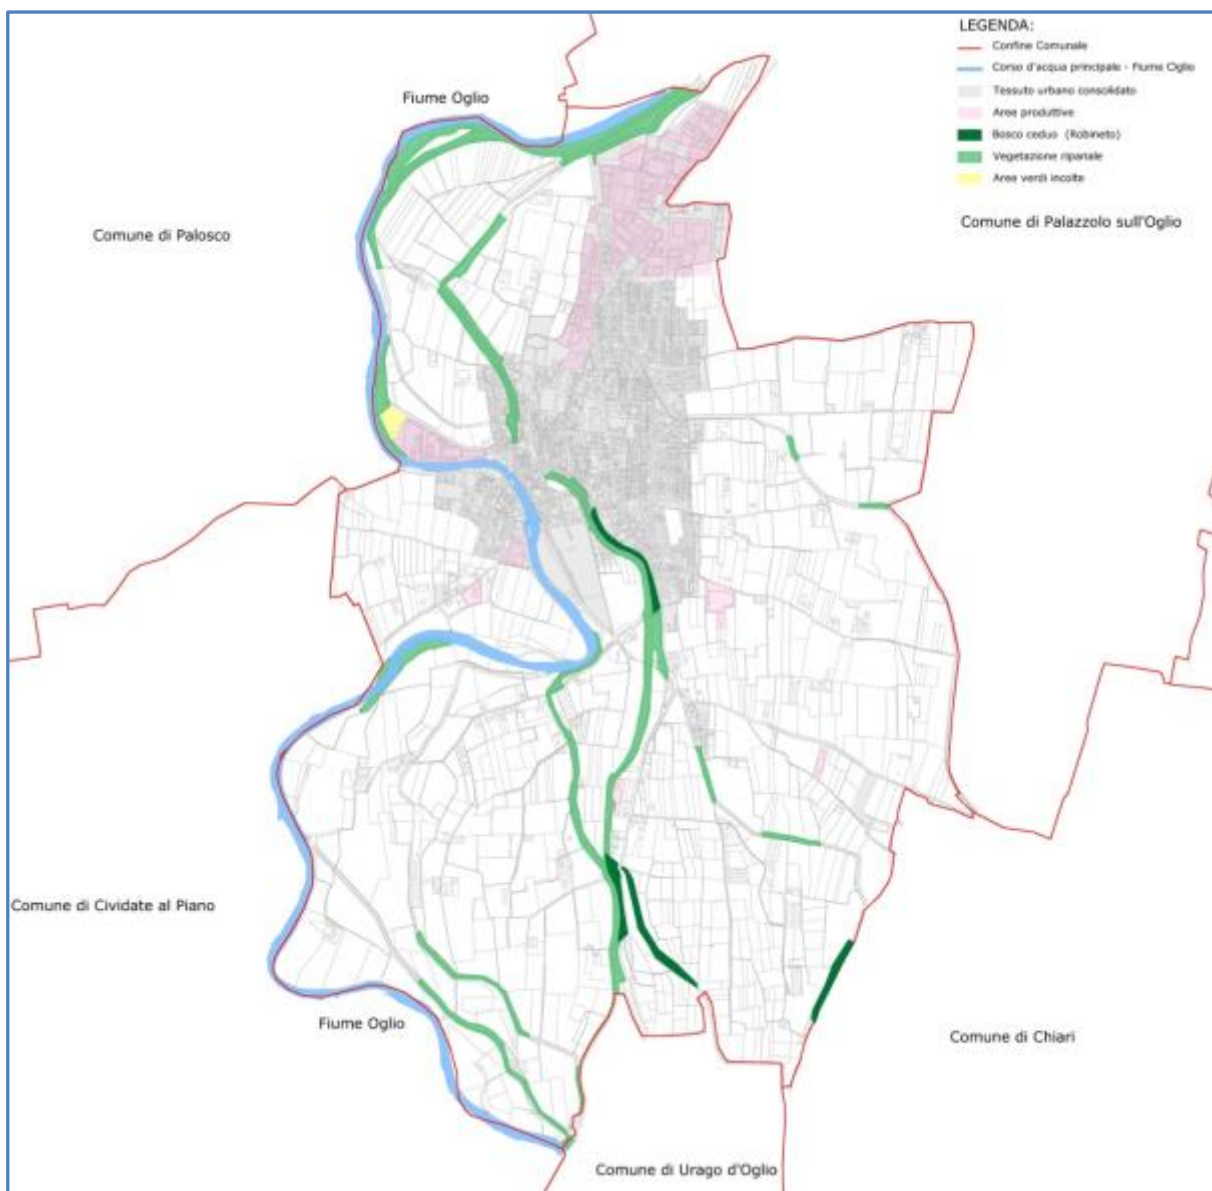 LEGENDA:
Confine Comunale
Corso d'acqua principale - Fiume Oglio
Tessuto urbano consolidato
Aree produttive
Bosco ceduo (Robineto)
Vegetazione ripariale
Aree verdi incolte
Fiume Oglio
Comune di Palosco
Comune di Palazzolo sull'Oglio
Comune di Cividate al Piano
Fiume Oglio
Comune di Chiari
Comune di Urago d'Oglio